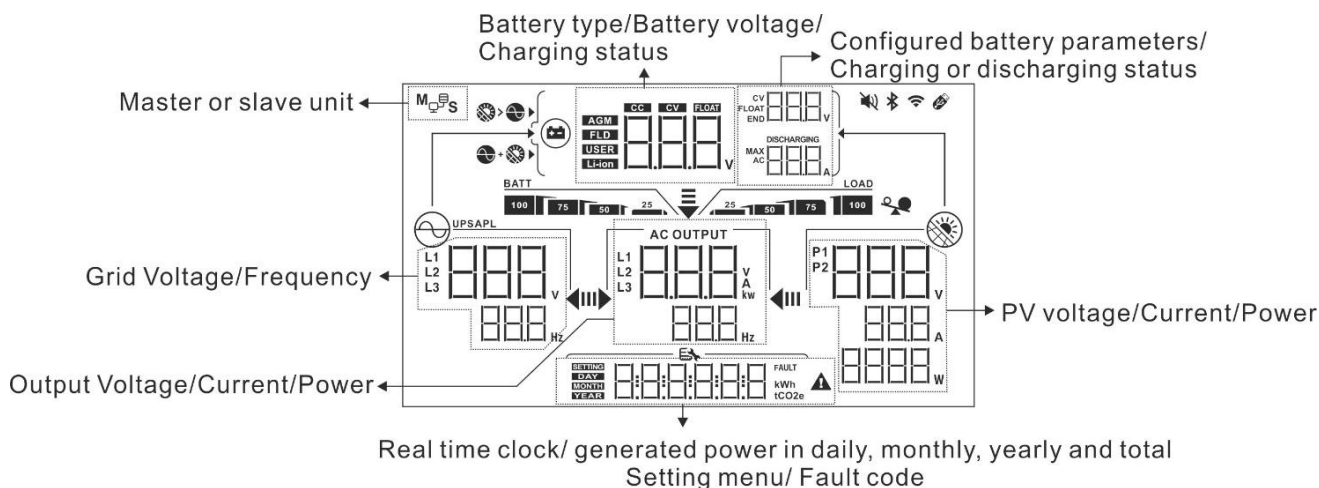 Battery type/Battery voltage/
Charging status
Configured battery parameters/
Charging or discharging status
Master or slave unit
M S
CC CV FLOAT
AGM
FLD
USER
Li-ion
V
CV
FLOAT
END
V
DISCHARGING
MAX
AC
A
BATT
100 75 50 25
LOAD
25 50 75 100
UPSAPL
AC OUTPUT
L1
L2
L3
V
Hz
L1
L2
L3
V
A
kw
Hz
P1
P2
V
A
W
Grid Voltage/Frequency
PV voltage/Current/Power
Output Voltage/Current/Power
SETTING
DAY
MONTH
YEAR
FAULT
kWh
tCO2e
Real time clock/ generated power in daily, monthly, yearly and total
Setting menu/ Fault code